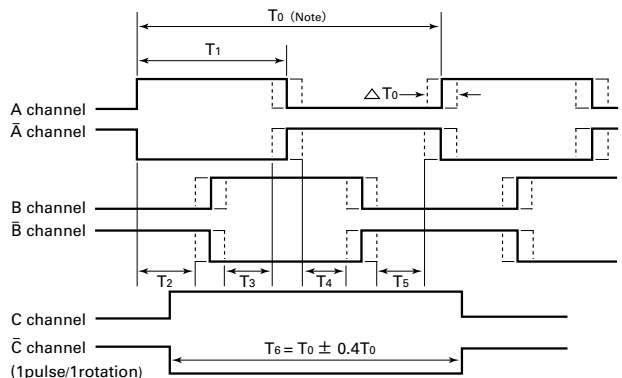 T0 (Note)
T1
△T0
A channel
Ā channel
B channel
B̄ channel
T2
T3
T4
T5
C channel
C̄ channel
T6 = T0 ± 0.4T0
(1pulse/1rotation)